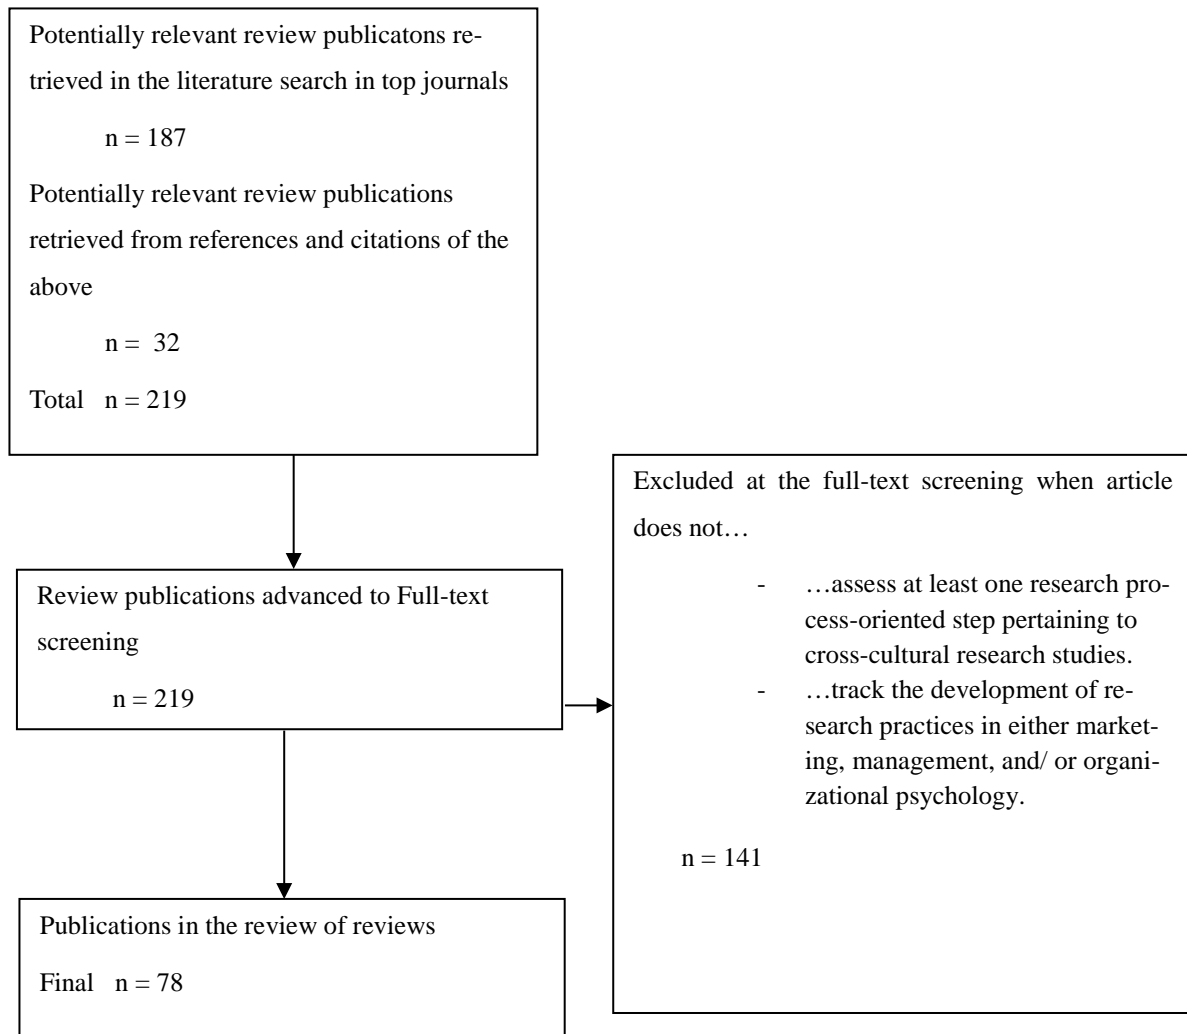 Potentially relevant review publicatons re-
trieved in the literature search in top journals
n = 187
Potentially relevant review publications
retrieved from references and citations of the
above
n = 32
Total n = 219
Review publications advanced to Full-text
screening
n = 219
Excluded at the full-text screening when article
does not…
- …assess at least one research pro-
cess-oriented step pertaining to
cross-cultural research studies.
- …track the development of re-
search practices in either market-
ing, management, and/ or organi-
zational psychology.
n = 141
Publications in the review of reviews
Final n = 78